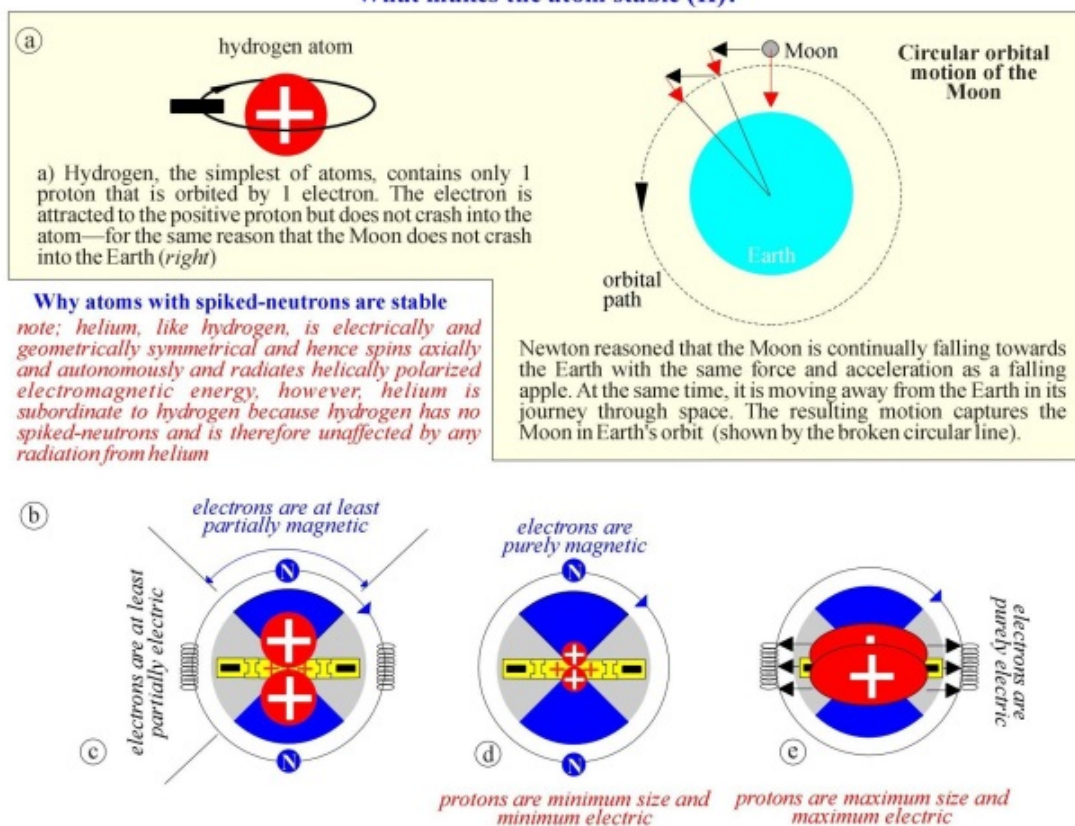 What makes the atom stable (II)?
a
hydrogen atom
a) Hydrogen, the simplest of atoms, contains only 1
proton that is orbited by 1 electron. The electron is
attracted to the positive proton but does not crash into the
atom—for the same reason that the Moon does not crash
into the Earth (right)
Moon
Circular orbital
motion of the
Moon
Earth
orbital
path
Newton reasoned that the Moon is continually falling towards
the Earth with the same force and acceleration as a falling
apple. At the same time, it is moving away from the Earth in its
journey through space. The resulting motion captures the
Moon in Earth's orbit (shown by the broken circular line).
Why atoms with spiked-neutrons are stable
note; helium, like hydrogen, is electrically and
geometrically symmetrical and hence spins axially
and autonomously and radiates helically polarized
electromagnetic energy, however, helium is
subordinate to hydrogen because hydrogen has no
spiked-neutrons and is therefore unaffected by any
radiation from helium
b
electrons are at least
partially magnetic
electrons are at least
partially electric
N
N
c
electrons are
purely magnetic
N
N
d
protons are minimum size and
minimum electric
electrons are
purely electric
e
protons are maximum size and
maximum electric